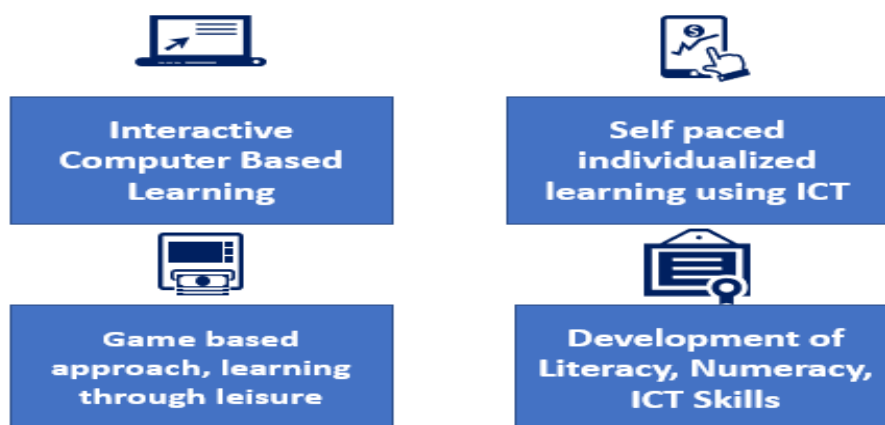 Interactive
Computer Based
Learning
Self paced
individualized
learning using ICT
Game based
approach, learning
through leisure
Development of
Literacy, Numeracy,
ICT Skills